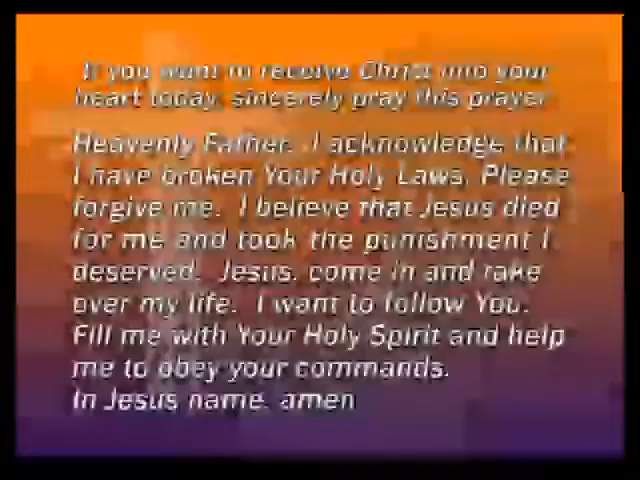 If you want to receive Christ into your
heart today, sincerely pray this prayer
Heavenly Father. I acknowledge that
I have broken Your Holy Laws. Please
forgive me. I believe that Jesus died
for me and took the punishment I
deserved. Jesus, come in and take
over my life. I want to follow You.
Fill me with Your Holy Spirit and help
me to obey your commands.
In Jesus name, amen